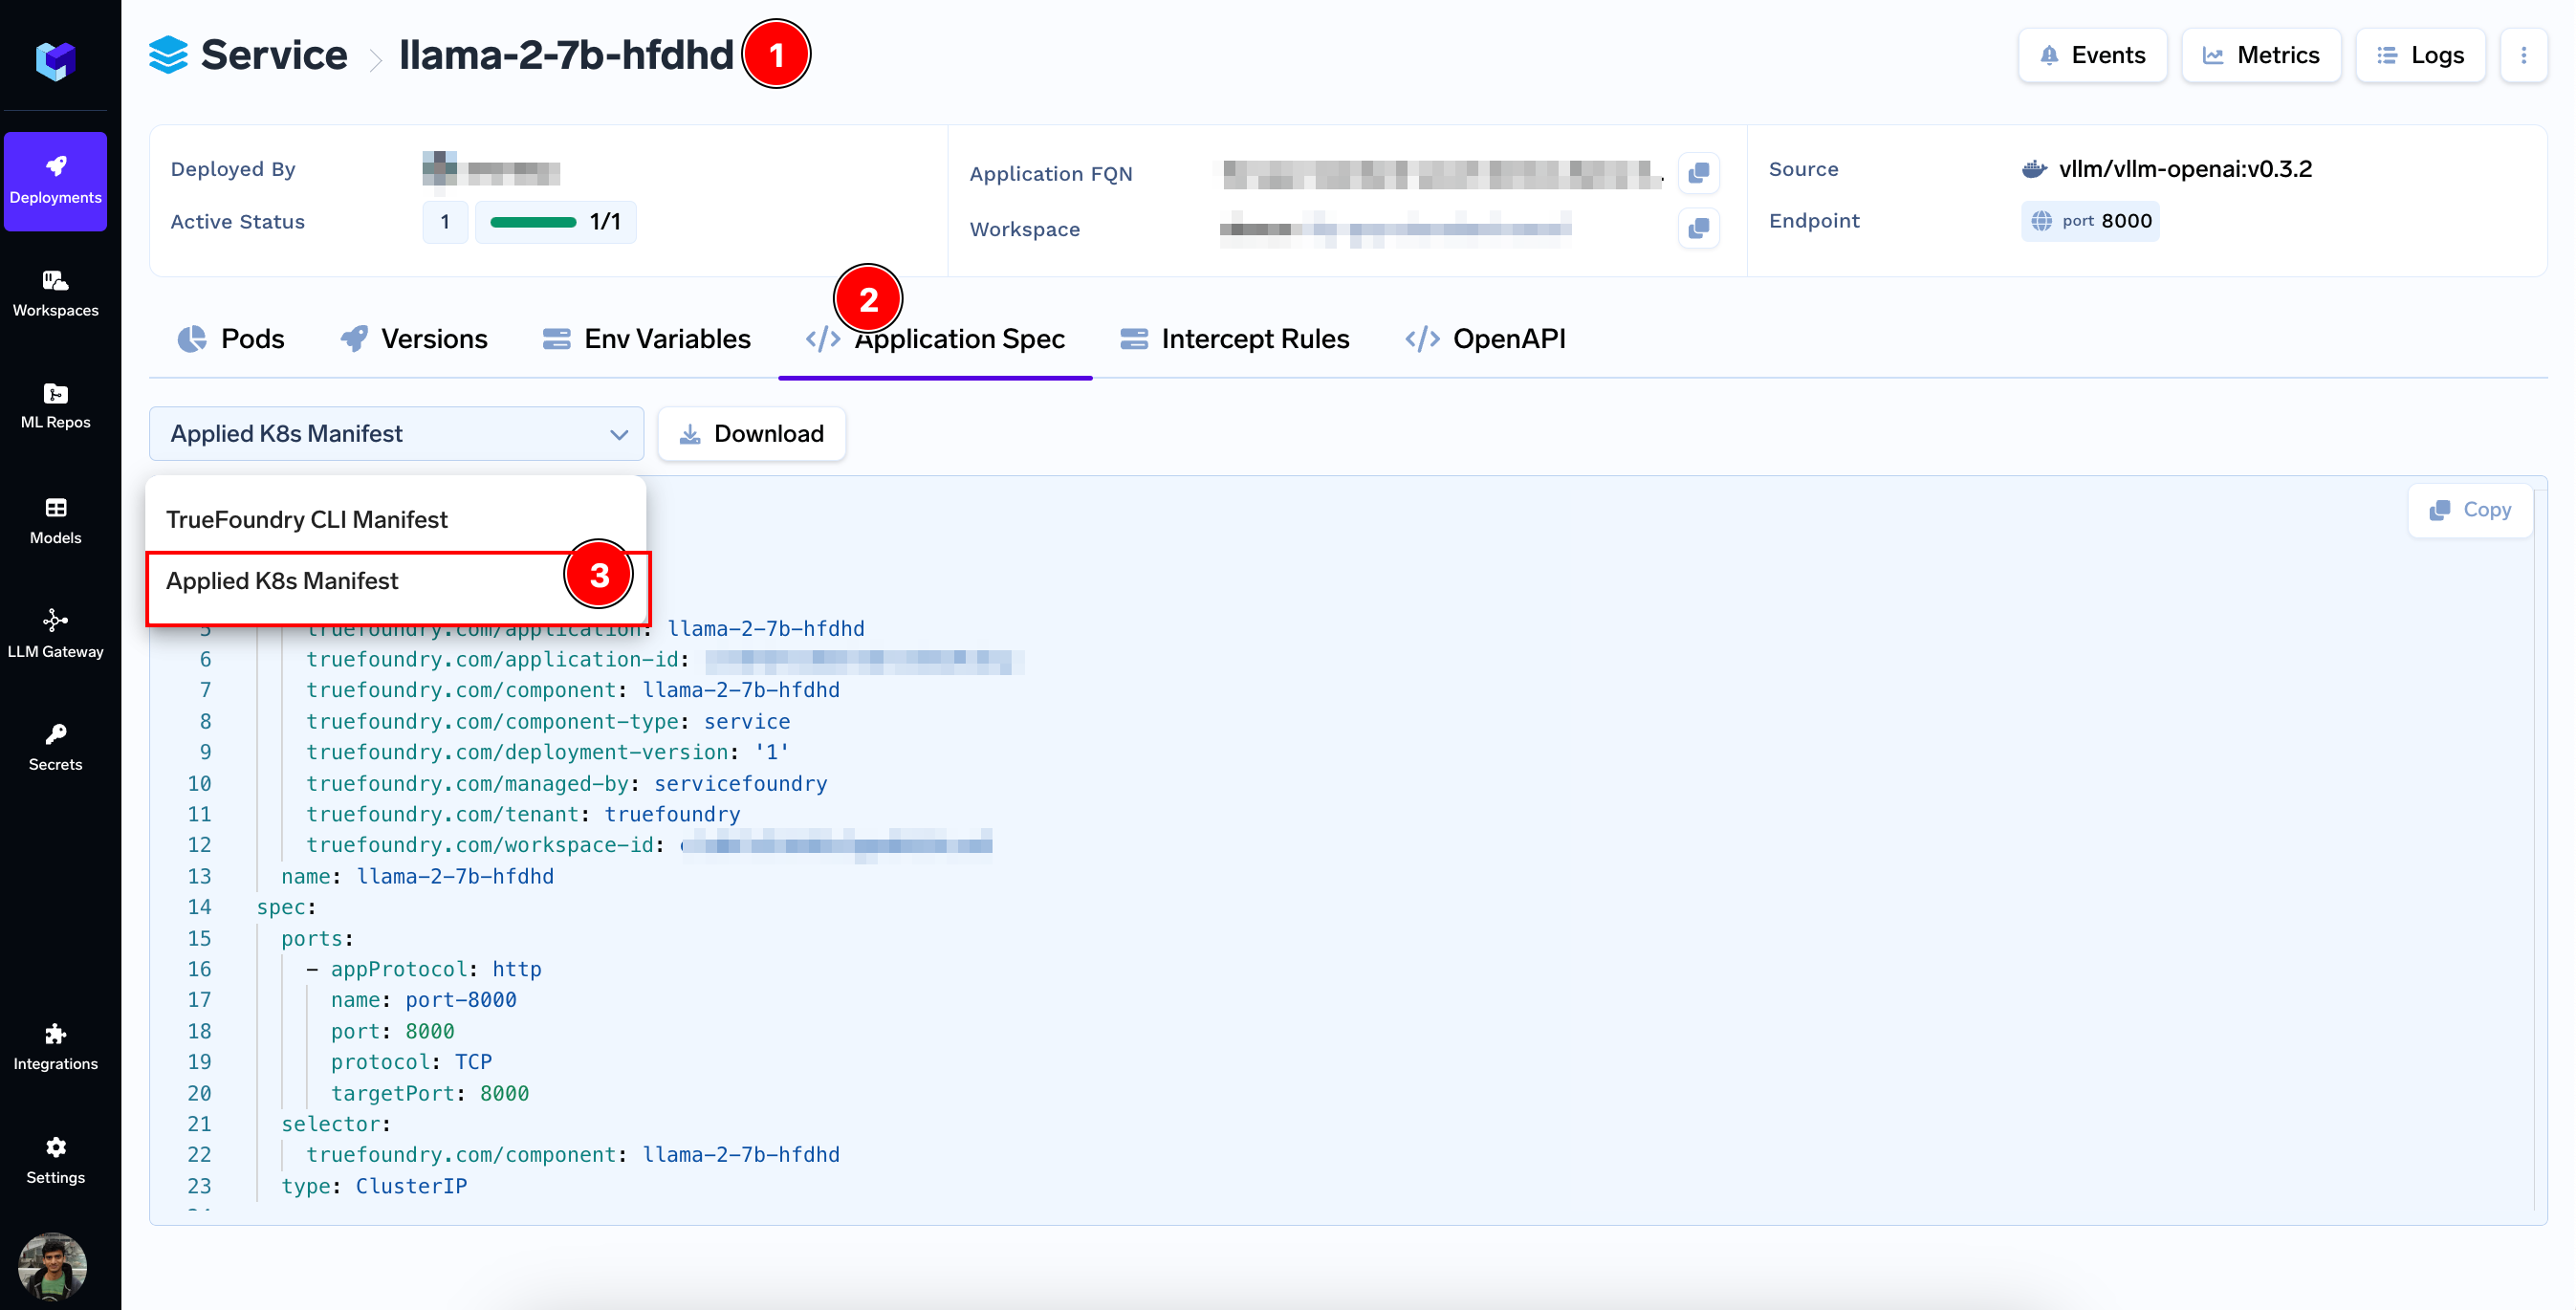 Service > llama-2-7b-hfdhd 1
Events
Metrics
Logs
Deployments
Workspaces
ML Repos
Models
LLM Gateway
Secrets
Integrations
Settings
Deployed By
Active Status 1 1/1
Application FQN
Workspace
Source vllm/vllm-openai:v0.3.2
Endpoint port 8000
2
Pods Versions Env Variables Application Spec Intercept Rules OpenAPI
Applied K8s Manifest Download
TrueFoundry CLI Manifest
Applied K8s Manifest 3
Copy
5 truefoundry.com/application: llama-2-7b-hfdhd
6 truefoundry.com/application-id:
7 truefoundry.com/component: llama-2-7b-hfdhd
8 truefoundry.com/component-type: service
9 truefoundry.com/deployment-version: '1'
10 truefoundry.com/managed-by: servicefoundry
11 truefoundry.com/tenant: truefoundry
12 truefoundry.com/workspace-id:
13 name: llama-2-7b-hfdhd
14 spec:
15 ports:
16 - appProtocol: http
17 name: port-8000
18 port: 8000
19 protocol: TCP
20 targetPort: 8000
21 selector:
22 truefoundry.com/component: llama-2-7b-hfdhd
23 type: ClusterIP